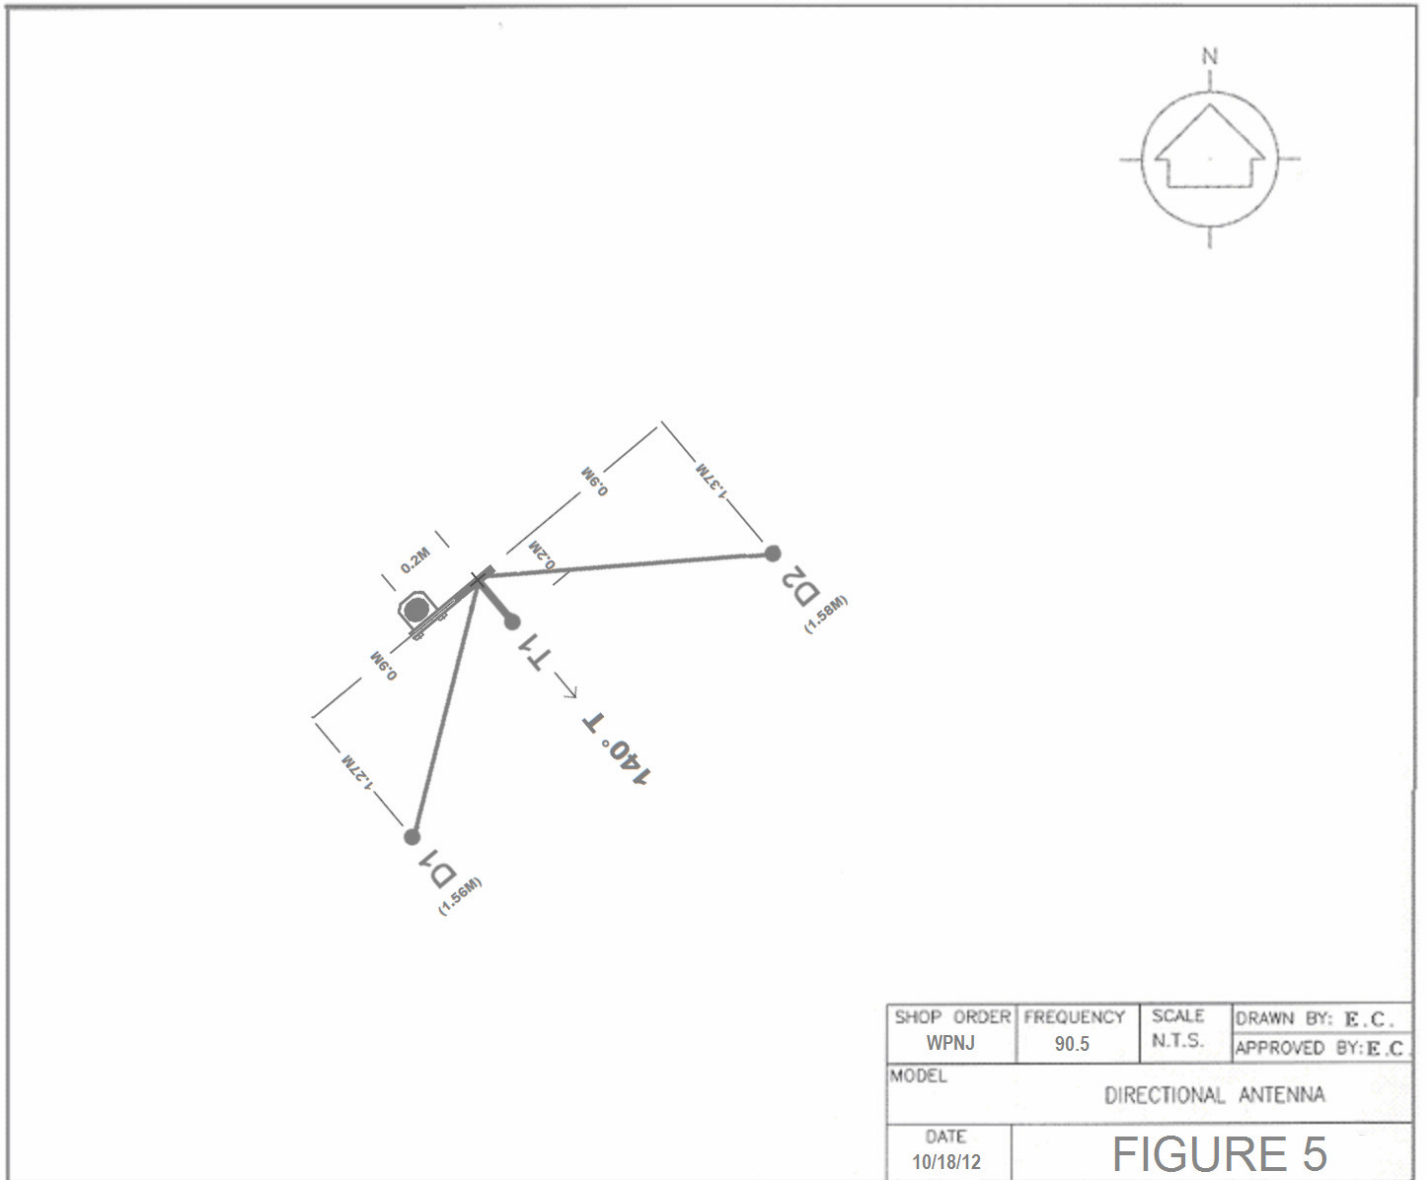 N
0.9M
1.37M
0.2M
0.2M
D2
(1.58M)
T1
0.9M
140° T
1.27M
D1
(1.56M)
SHOP ORDER
WPNJ
FREQUENCY
90.5
SCALE
N.T.S.
DRAWN BY: E.C.
APPROVED BY: E.C.
MODEL
DIRECTIONAL ANTENNA
DATE
10/18/12
FIGURE 5